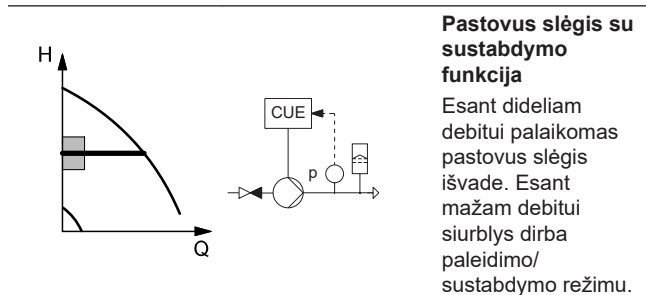 H
Q
CUE
p
Pastovus slėgis su
sustabdymo
funkcija
Esant dideliam
debitui palaikomas
pastovus slėgis
išvade. Esant
mažam debitui
siurblys dirba
paleidimo/
sustabdymo režimu.